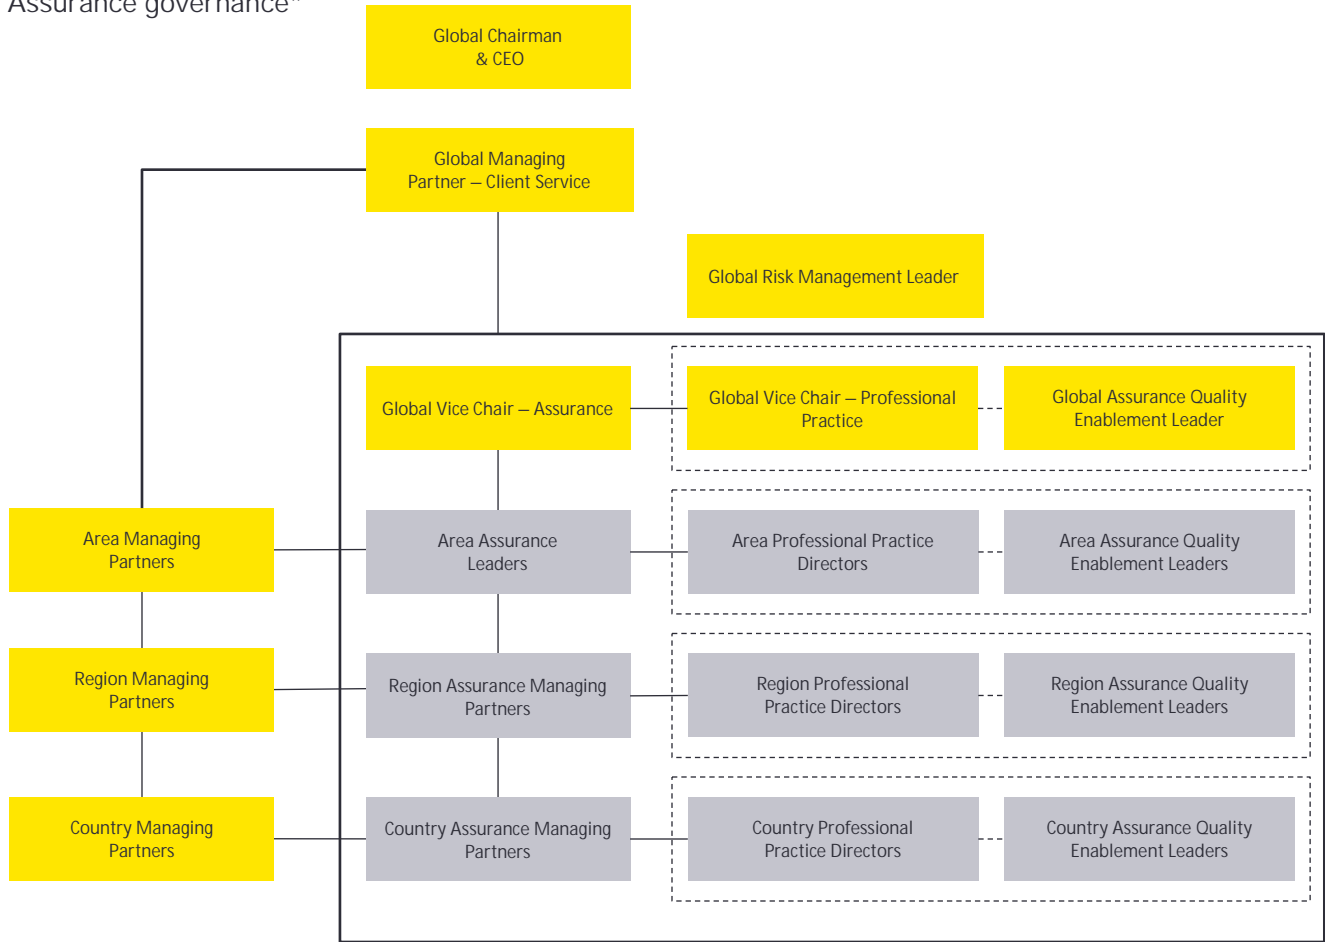 Assurance governance*
Global Chairman
& CEO
Global Managing
Partner – Client Service
Global Risk Management Leader
Global Vice Chair – Assurance
Global Vice Chair – Professional
Practice
Global Assurance Quality
Enablement Leader
Area Managing
Partners
Area Assurance
Leaders
Area Professional Practice
Directors
Area Assurance Quality
Enablement Leaders
Region Managing
Partners
Region Assurance Managing
Partners
Region Professional
Practice Directors
Region Assurance Quality
Enablement Leaders
Country Managing
Partners
Country Assurance Managing
Partners
Country Professional
Practice Directors
Country Assurance Quality
Enablement Leaders